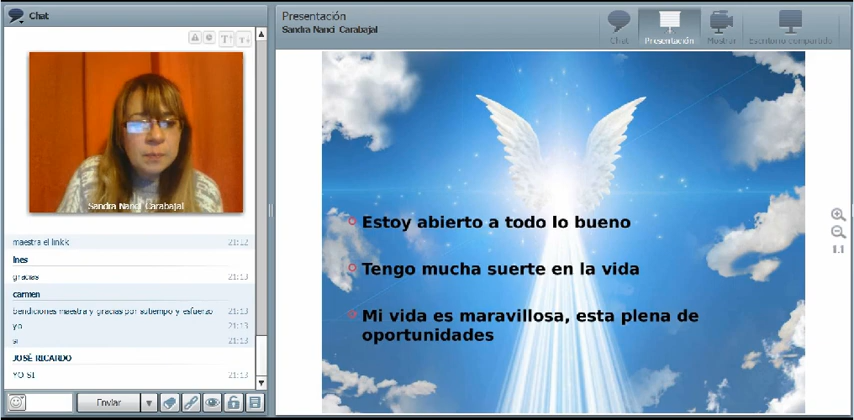 Chat
Sandra Nanci Carabajal
maestra el linkk 21:12
Ines
gracias 21:13
carmen
bendiciones maestra y gracias por sutiempo y esfuerzo 21:13
yo 21:13
si 21:13
JOSÉ RICARDO
YO SI 21:13
Enviar
Presentación
Sandra Nanci Carabajal
Chat
Presentación
Mostrar
Escritorio compartido
Estoy abierto a todo lo bueno
Tengo mucha suerte en la vida
Mi vida es maravillosa, esta plena de
oportunidades
1.1